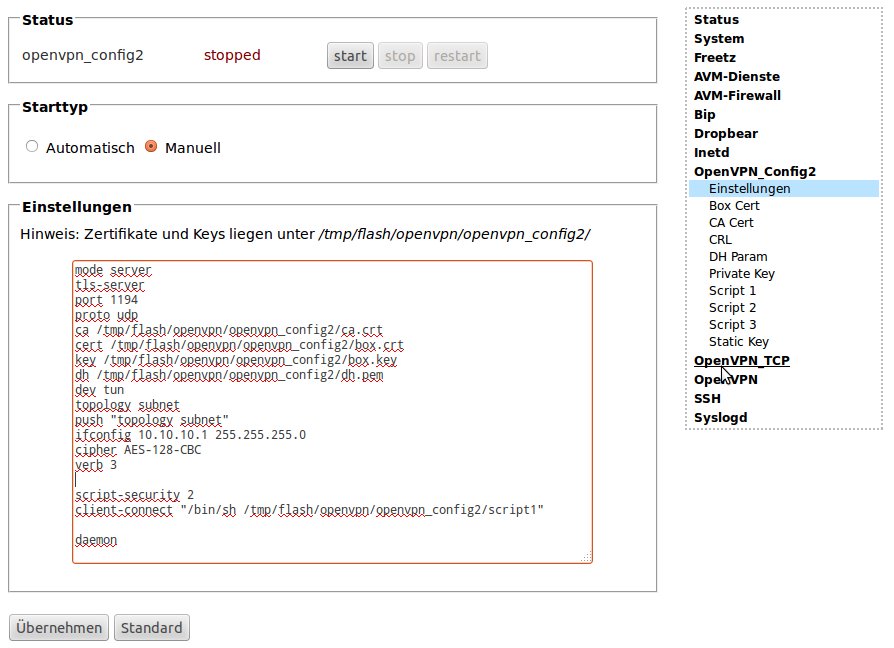 Status
openvpn_config2 stopped start stop restart
Starttyp
Automatisch Manuell
Einstellungen
Hinweis: Zertifikate und Keys liegen unter /tmp/flash/openvpn/openvpn_config2/
mode server
tls-server
port 1194
proto udp
ca /tmp/flash/openvpn/openvpn_config2/ca.crt
cert /tmp/flash/openvpn/openvpn_config2/box.crt
key /tmp/flash/openvpn/openvpn_config2/box.key
dh /tmp/flash/openvpn/openvpn_config2/dh.pem
dev tun
topology subnet
push "topology subnet"
ifconfig 10.10.10.1 255.255.255.0
cipher AES-128-CBC
verb 3
script-security 2
client-connect "/bin/sh /tmp/flash/openvpn/openvpn_config2/script1"
daemon
Übernehmen Standard
Status
System
Freetz
AVM-Dienste
AVM-Firewall
Bip
Dropbear
Inetd
OpenVPN_Config2
Einstellungen
Box Cert
CA Cert
CRL
DH Param
Private Key
Script 1
Script 2
Script 3
Static Key
OpenVPN_TCP
OpenVPN
SSH
Syslogd